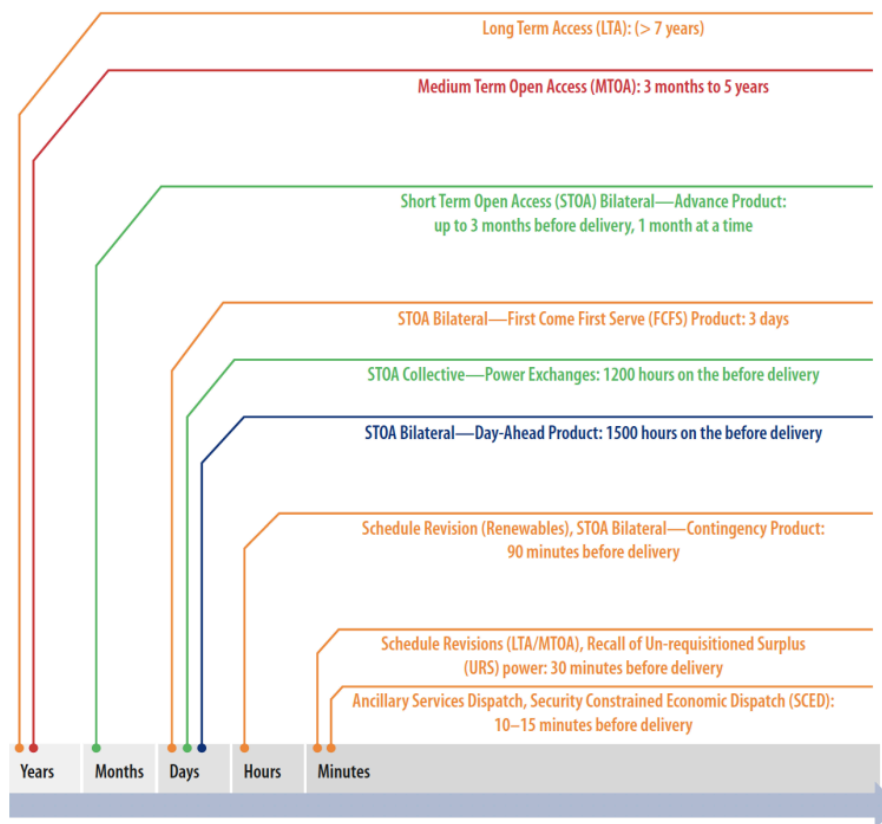 Long Term Access (LTA): (> 7 years)
Medium Term Open Access (MTOA): 3 months to 5 years
Short Term Open Access (STOA) Bilateral—Advance Product:
up to 3 months before delivery, 1 month at a time
STOA Bilateral—First Come First Serve (FCFS) Product: 3 days
STOA Collective—Power Exchanges: 1200 hours on the before delivery
STOA Bilateral—Day-Ahead Product: 1500 hours on the before delivery
Schedule Revision (Renewables), STOA Bilateral—Contingency Product:
90 minutes before delivery
Schedule Revisions (LTA/MTOA), Recall of Un-requisitioned Surplus
(URS) power: 30 minutes before delivery
Ancillary Services Dispatch, Security Constrained Economic Dispatch (SCED):
10–15 minutes before delivery
Years Months Days Hours Minutes